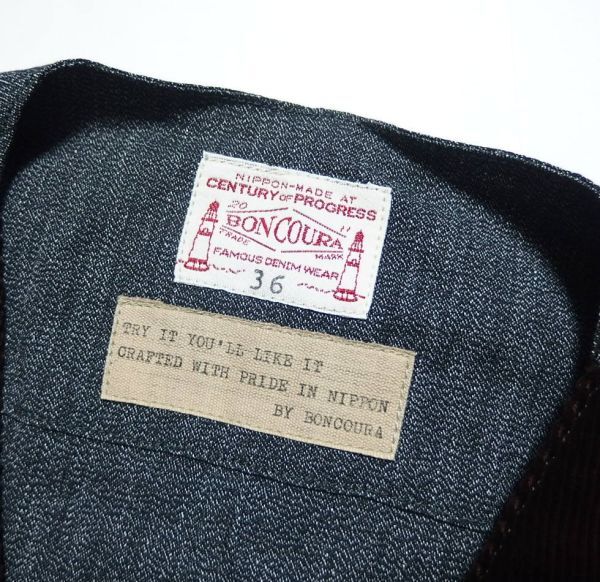 NIPPON-MADE AT
CENTURY OF PROGRESS
20 11
BONCOURA
TRADE MARK
FAMOUS DENIM WEAR
36
TRY IT YOU'LL LIKE IT
CRAFTED WITH PRIDE IN NIPPON
BY BONCOURA